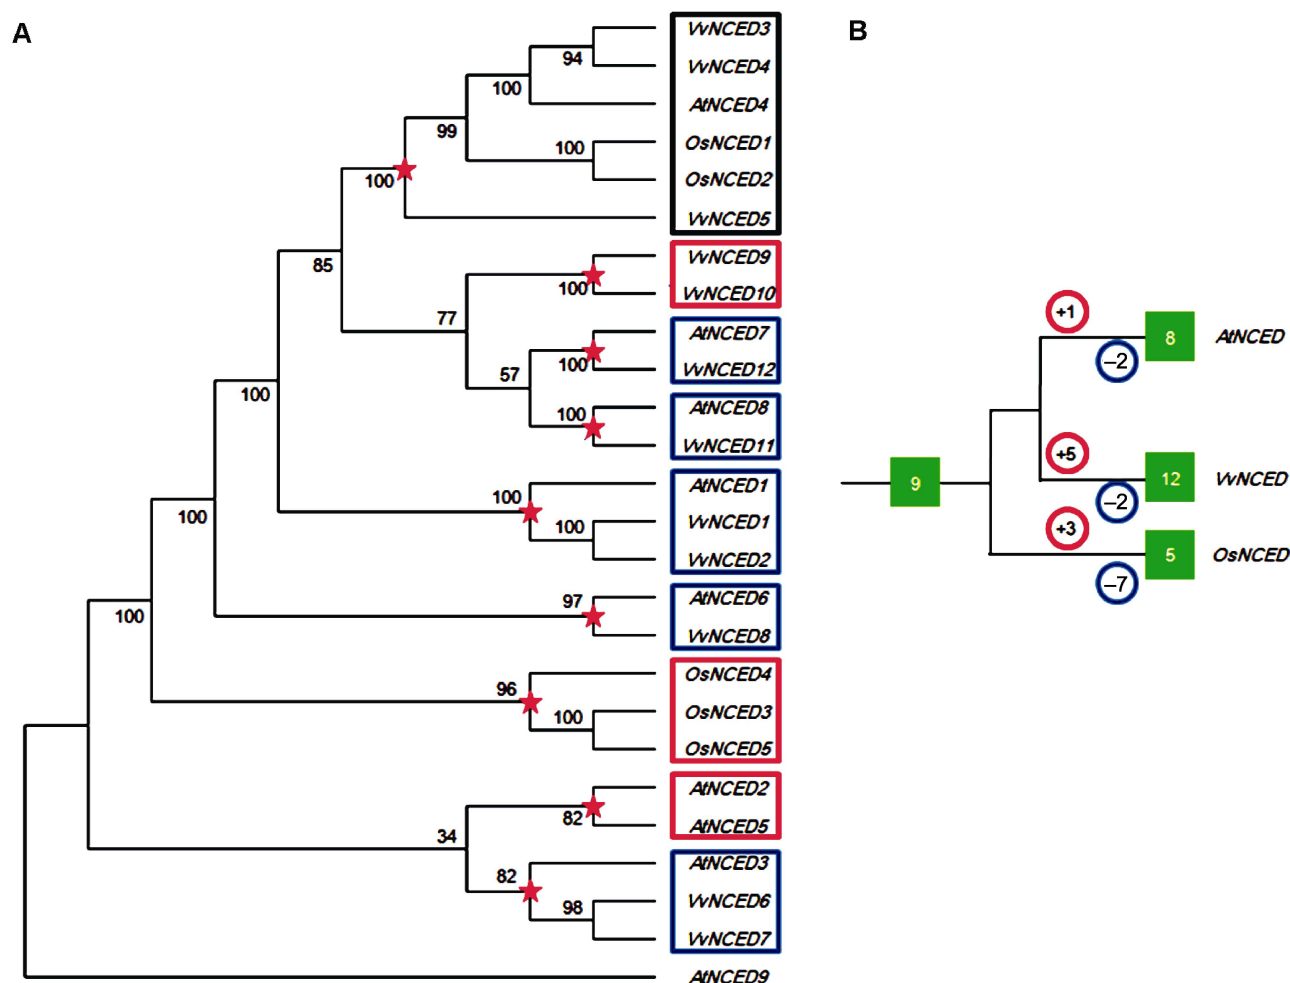 A
B
VvNCED3
94
VvNCED4
100
AtNCED4
99
100
OsNCED1
OsNCED2
100
VvNCED5
85
VvNCED9
100
VvNCED10
77
AtNCED7
100
VvNCED12
57
100
AtNCED8
100
VvNCED11
100
AtNCED1
100
VvNCED1
100
VvNCED2
97
AtNCED6
100
VvNCED8
96
OsNCED4
100
OsNCED3
OsNCED5
AtNCED2
82
AtNCED5
34
82
AtNCED3
98
VvNCED6
VvNCED7
AtNCED9
+1
8
AtNCED
–2
+5
9
12
VvNCED
–2
+3
5
OsNCED
–7